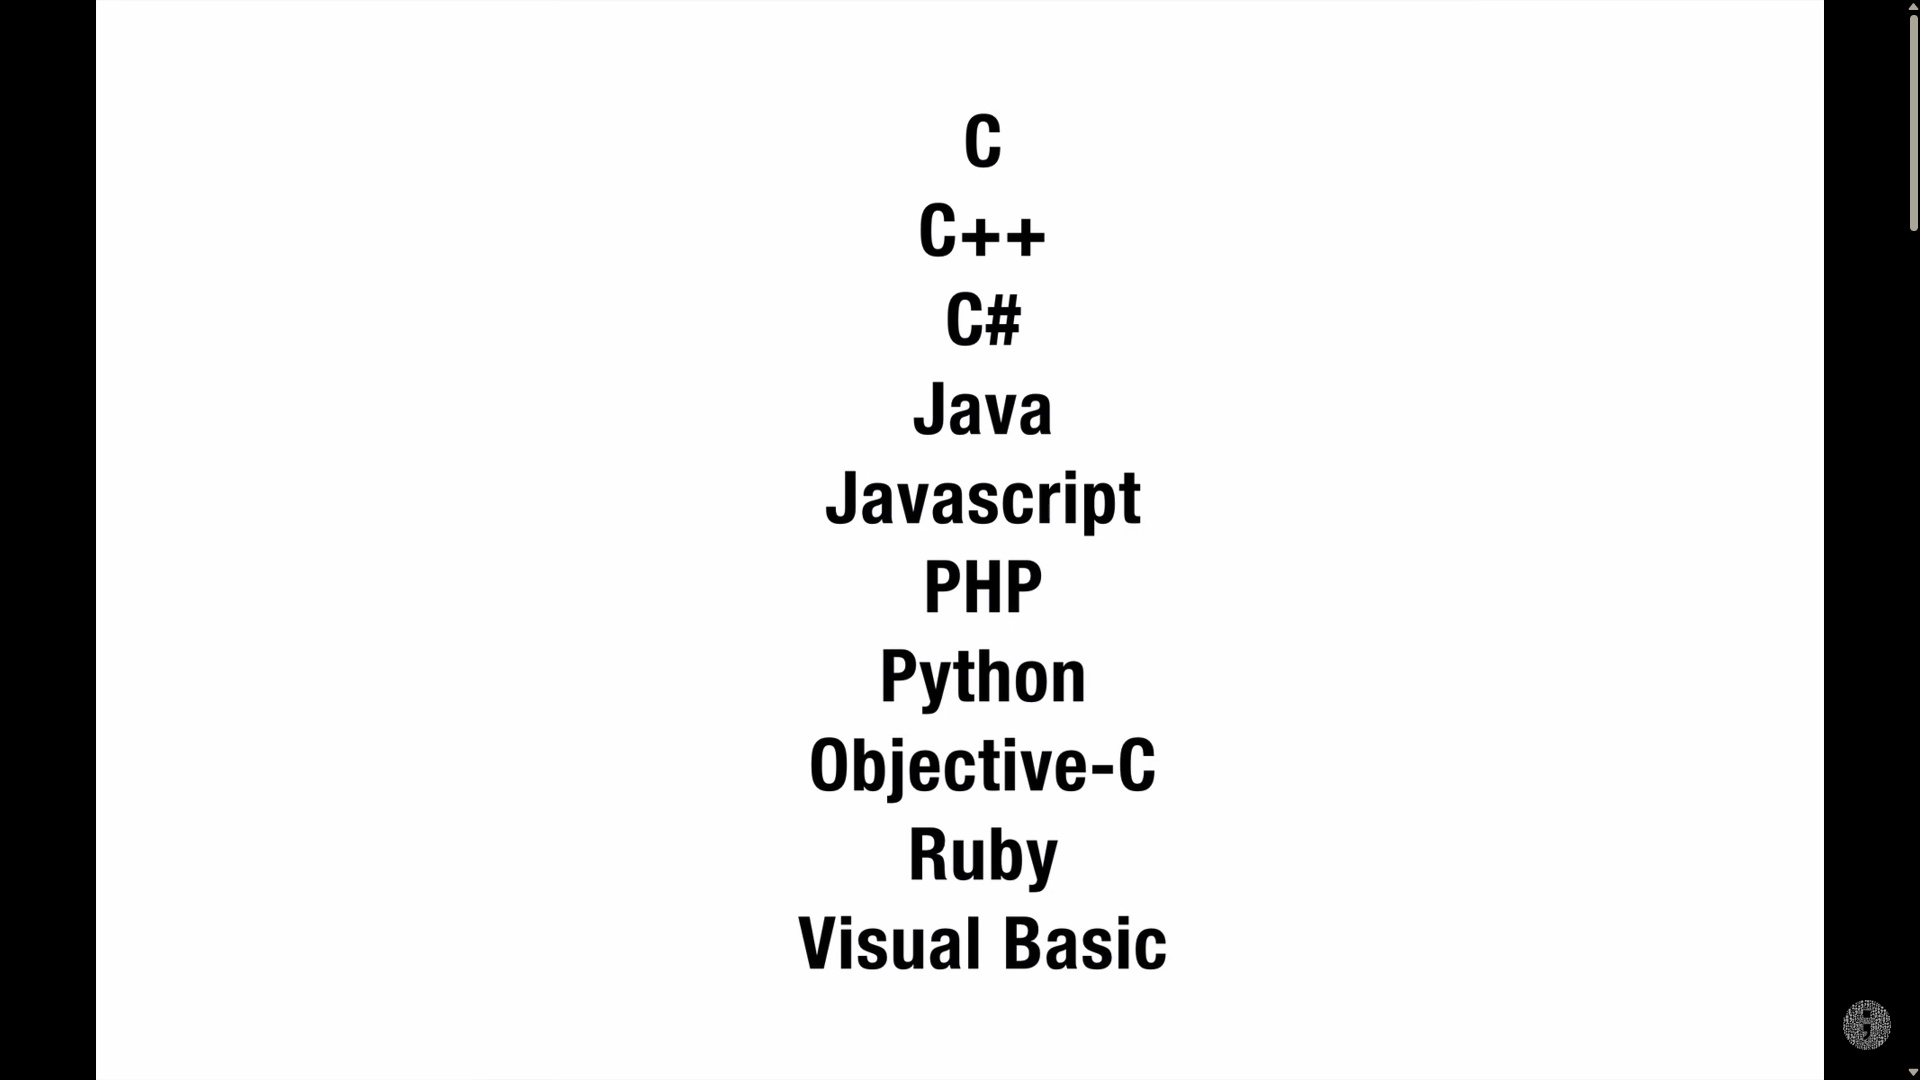 C
C++
C#
Java
Javascript
PHP
Python
Objective-C
Ruby
Visual Basic